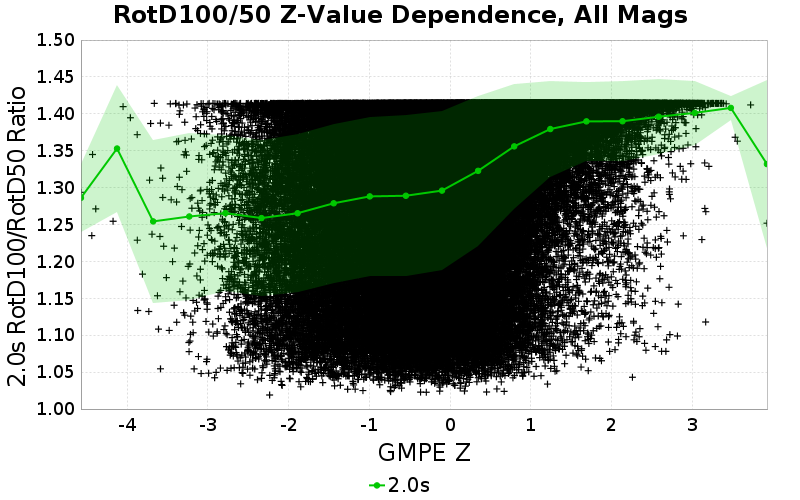 RotD100/50 Z-Value Dependence, All Mags
2.0s RotD100/RotD50 Ratio
1.50
1.45
1.40
1.35
1.30
1.25
1.20
1.15
1.10
1.05
1.00
-4 -3 -2 -1 0 1 2 3
GMPE Z
2.0s